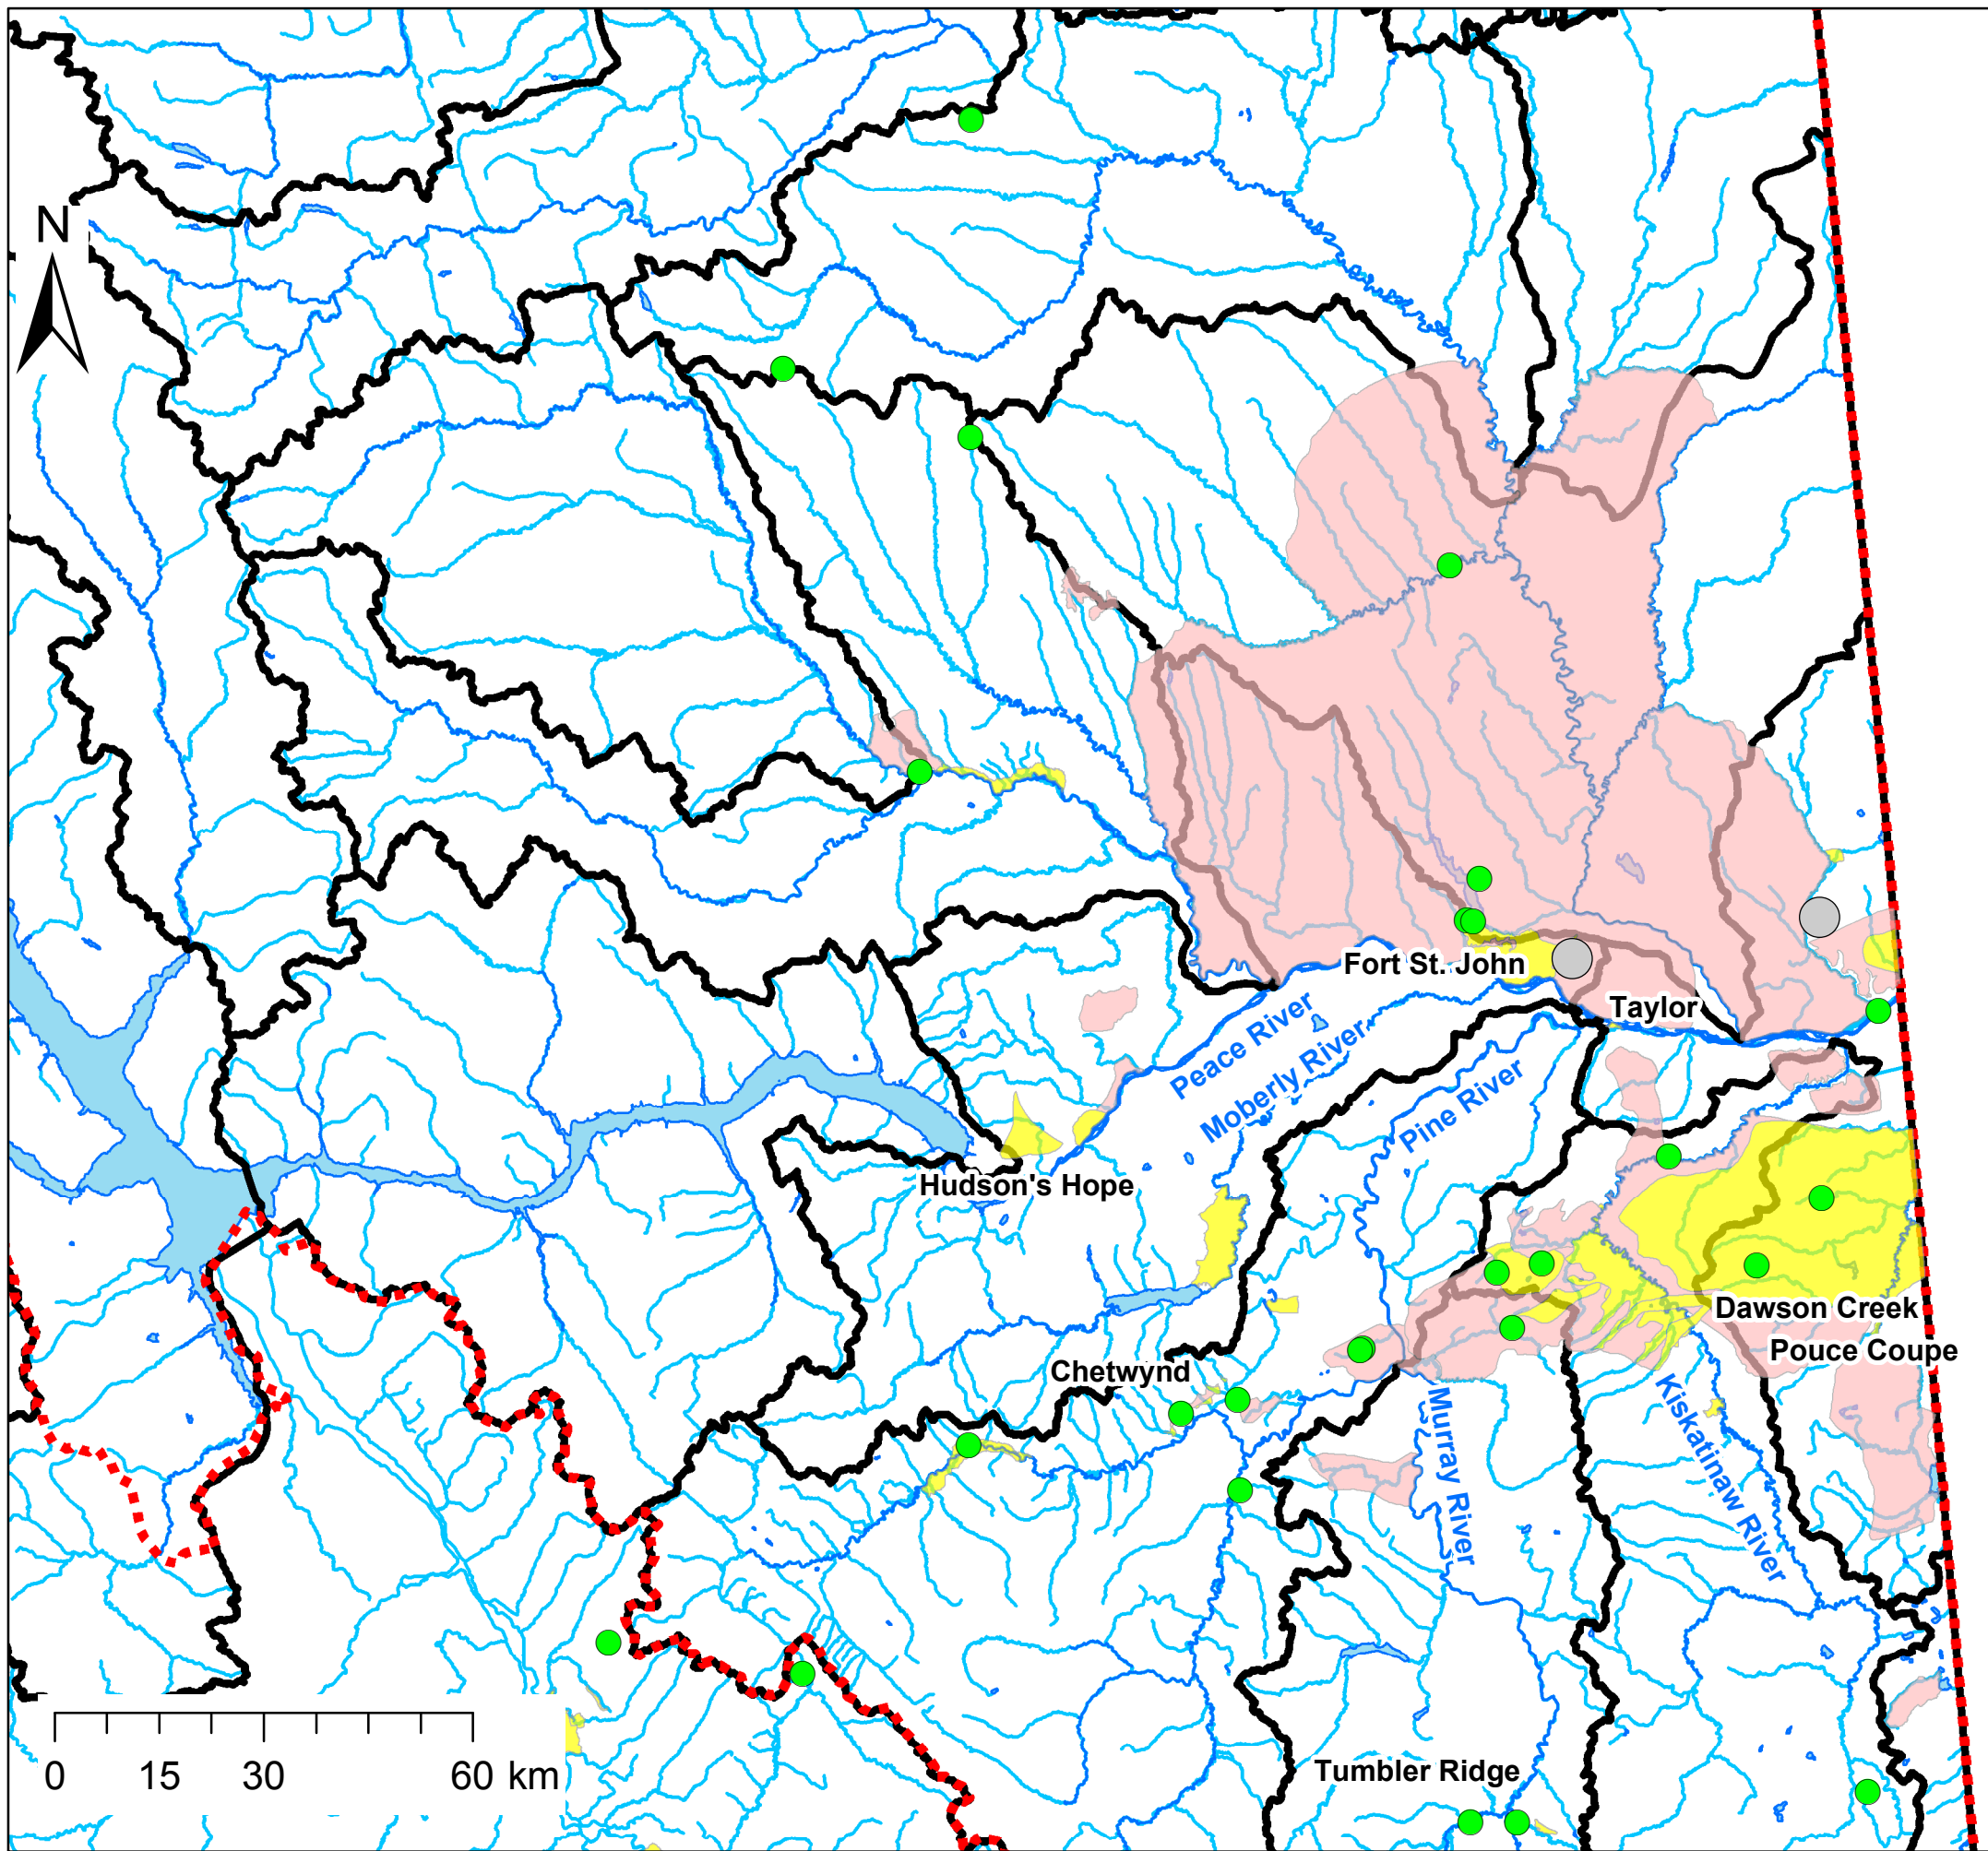 N
Fort St. John
Taylor
Peace River
Moberly River
Pine River
Hudson's Hope
Dawson Creek
Pouce Coupe
Chetwynd
Murray River
Kiskatinaw River
Tumbler Ridge
0 15 30 60 km